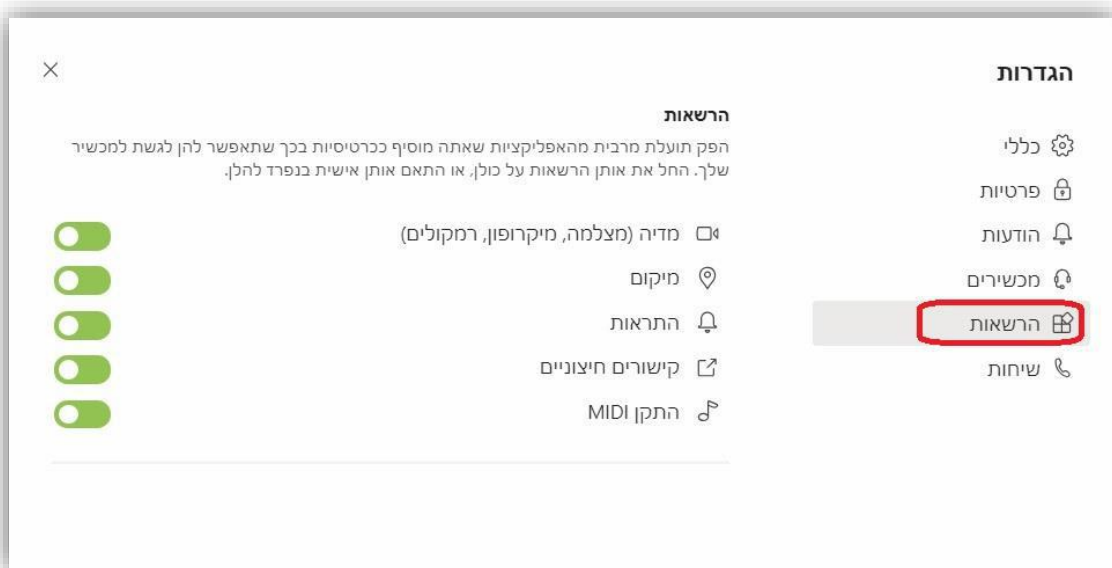 הגדרות
כללי
פרטיות
הודעות
מכשירים
הרשאות
שיחות
הרשאות
הפק תועלת מרבית מהאפליקציות שאתה מוסיף ככרטיסיות בכך שתאפשר להן לגשת למכשיר
שלך. החל את אותן הרשאות על כולן, או התאם אותן אישית בנפרד להלן.
מדיה (מצלמה, מיקרופון, רמקולים)
מיקום
התראות
קישורים חיצוניים
התקן MIDI